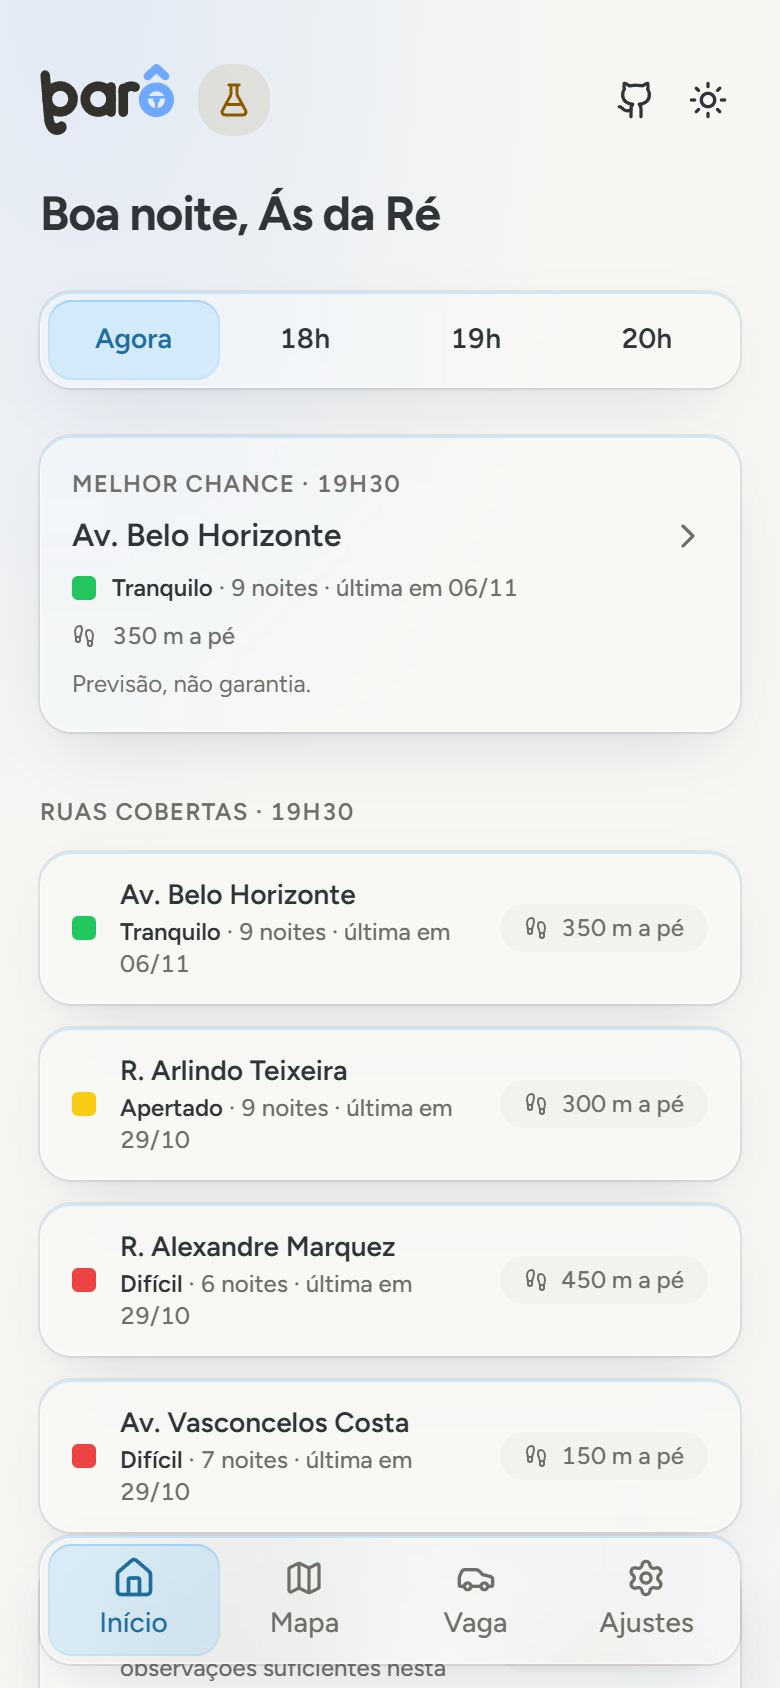 barô
Boa noite, Ás da Ré
Agora
18h
19h
20h
MELHOR CHANCE · 19H30
Av. Belo Horizonte
Tranquilo · 9 noites · última em 06/11
350 m a pé
Previsão, não garantia.
RUAS COBERTAS · 19H30
Av. Belo Horizonte
Tranquilo · 9 noites · última em
06/11
350 m a pé
R. Arlindo Teixeira
Apertado · 9 noites · última em
29/10
300 m a pé
R. Alexandre Marquez
Difícil · 6 noites · última em
29/10
450 m a pé
Av. Vasconcelos Costa
Difícil · 7 noites · última em
29/10
150 m a pé
Início
Mapa
Vaga
Ajustes
observações suficientes nesta